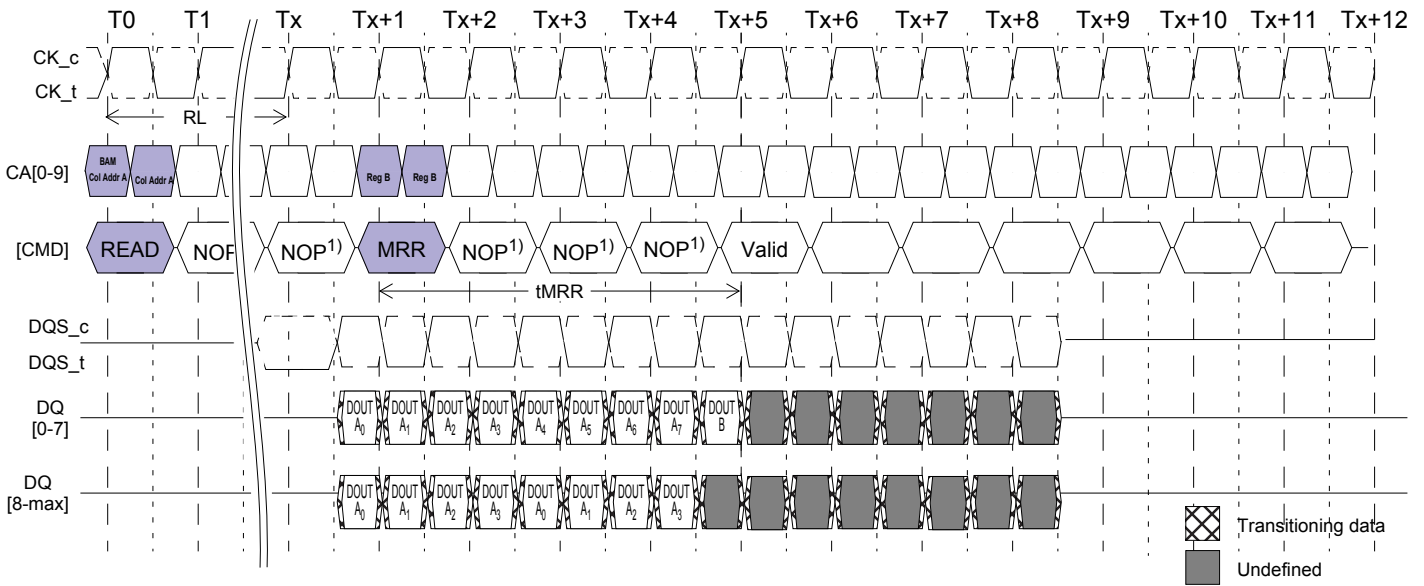 T0 T1 Tx Tx+1 Tx+2 Tx+3 Tx+4 Tx+5 Tx+6 Tx+7 Tx+8 Tx+9 Tx+10 Tx+11 Tx+12
CK_c
CK_t
RL
CA[0-9]
BAM
Col Addr A
Col Addr A
Reg B
Reg B
[CMD]
READ
NOP
NOP1)
MRR
NOP1)
NOP1)
NOP1)
Valid
tMRR
DQS_c
DQS_t
DQ
[0-7]
DOUT A0
DOUT A1
DOUT A2
DOUT A3
DOUT A4
DOUT A5
DOUT A6
DOUT A7
DOUT B
DQ
[8-max]
DOUT A0
DOUT A1
DOUT A2
DOUT A3
DOUT A0
DOUT A1
DOUT A2
DOUT A3
Transitioning data
Undefined